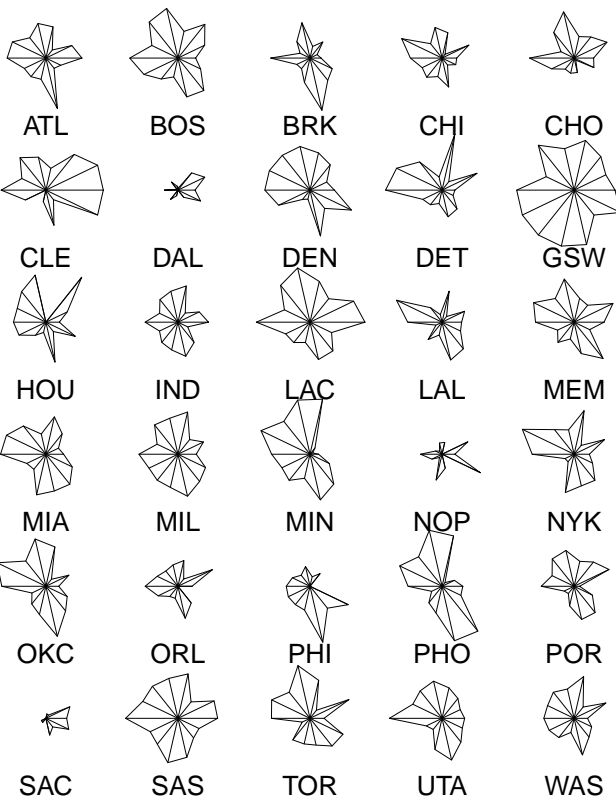 ATL BOS BRK CHI CHO
CLE DAL DEN DET GSW
HOU IND LAC LAL MEM
MIA MIL MIN NOP NYK
OKC ORL PHI PHO POR
SAC SAS TOR UTA WAS